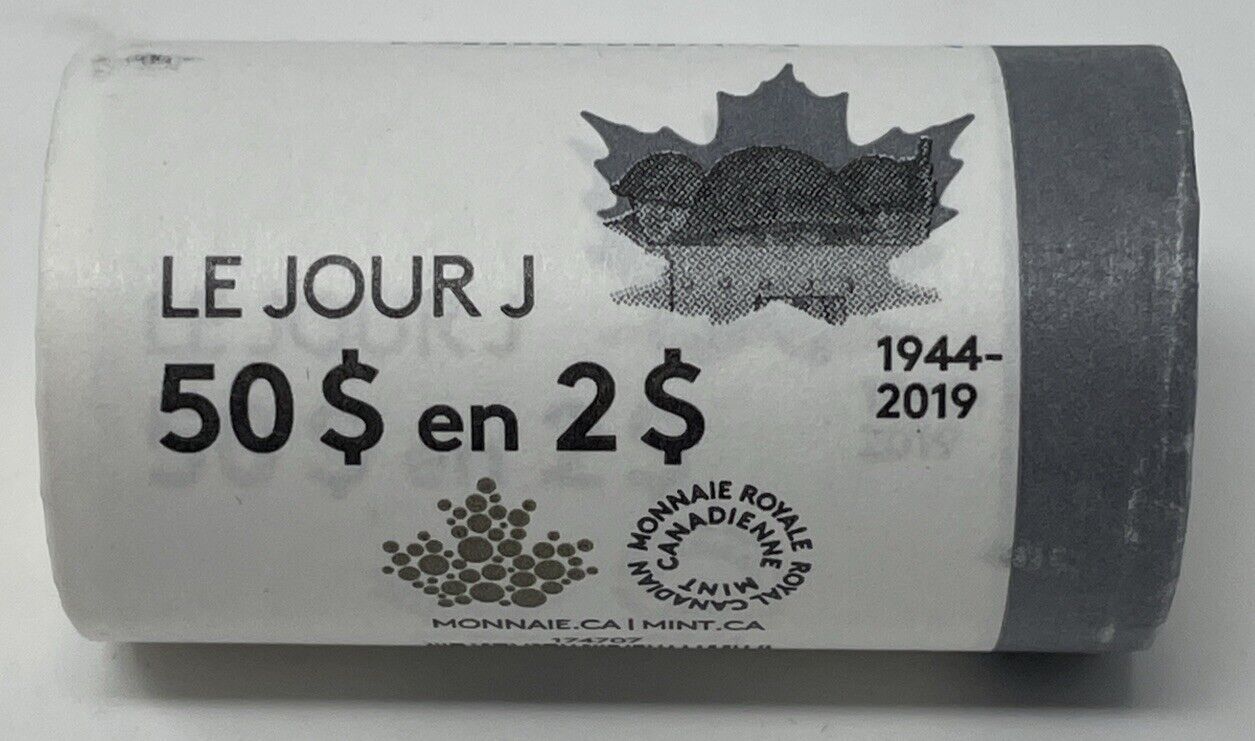 LE JOUR J
50 $ en 2 $
1944-
2019
MONNAIE ROYALE CANADIENNE
ROYAL CANADIAN MINT
MONNAIE.CA | MINT.CA
174707